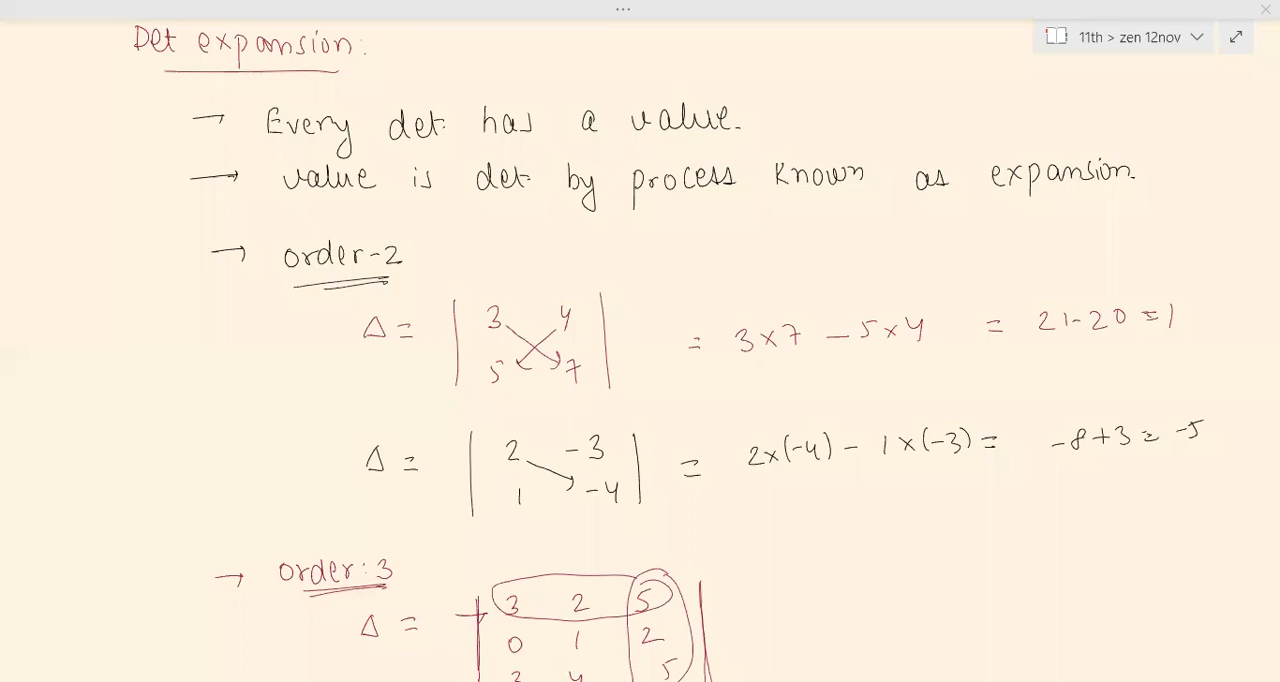 11th > zen 12nov
Det expansion:
→ Every det. has a value.
→ value is det by process known as expansion.
→ order-2
Δ = | 3 4 | = 3×7 - 5×4 = 21-20 = 1
| 5 7 |
Δ = | 2 -3 | = 2×(-4) - 1×(-3) = -8+3 = -5
| 1 -4 |
→ order:3
Δ = | 3 2 5 |
| 0 1 2 |
5